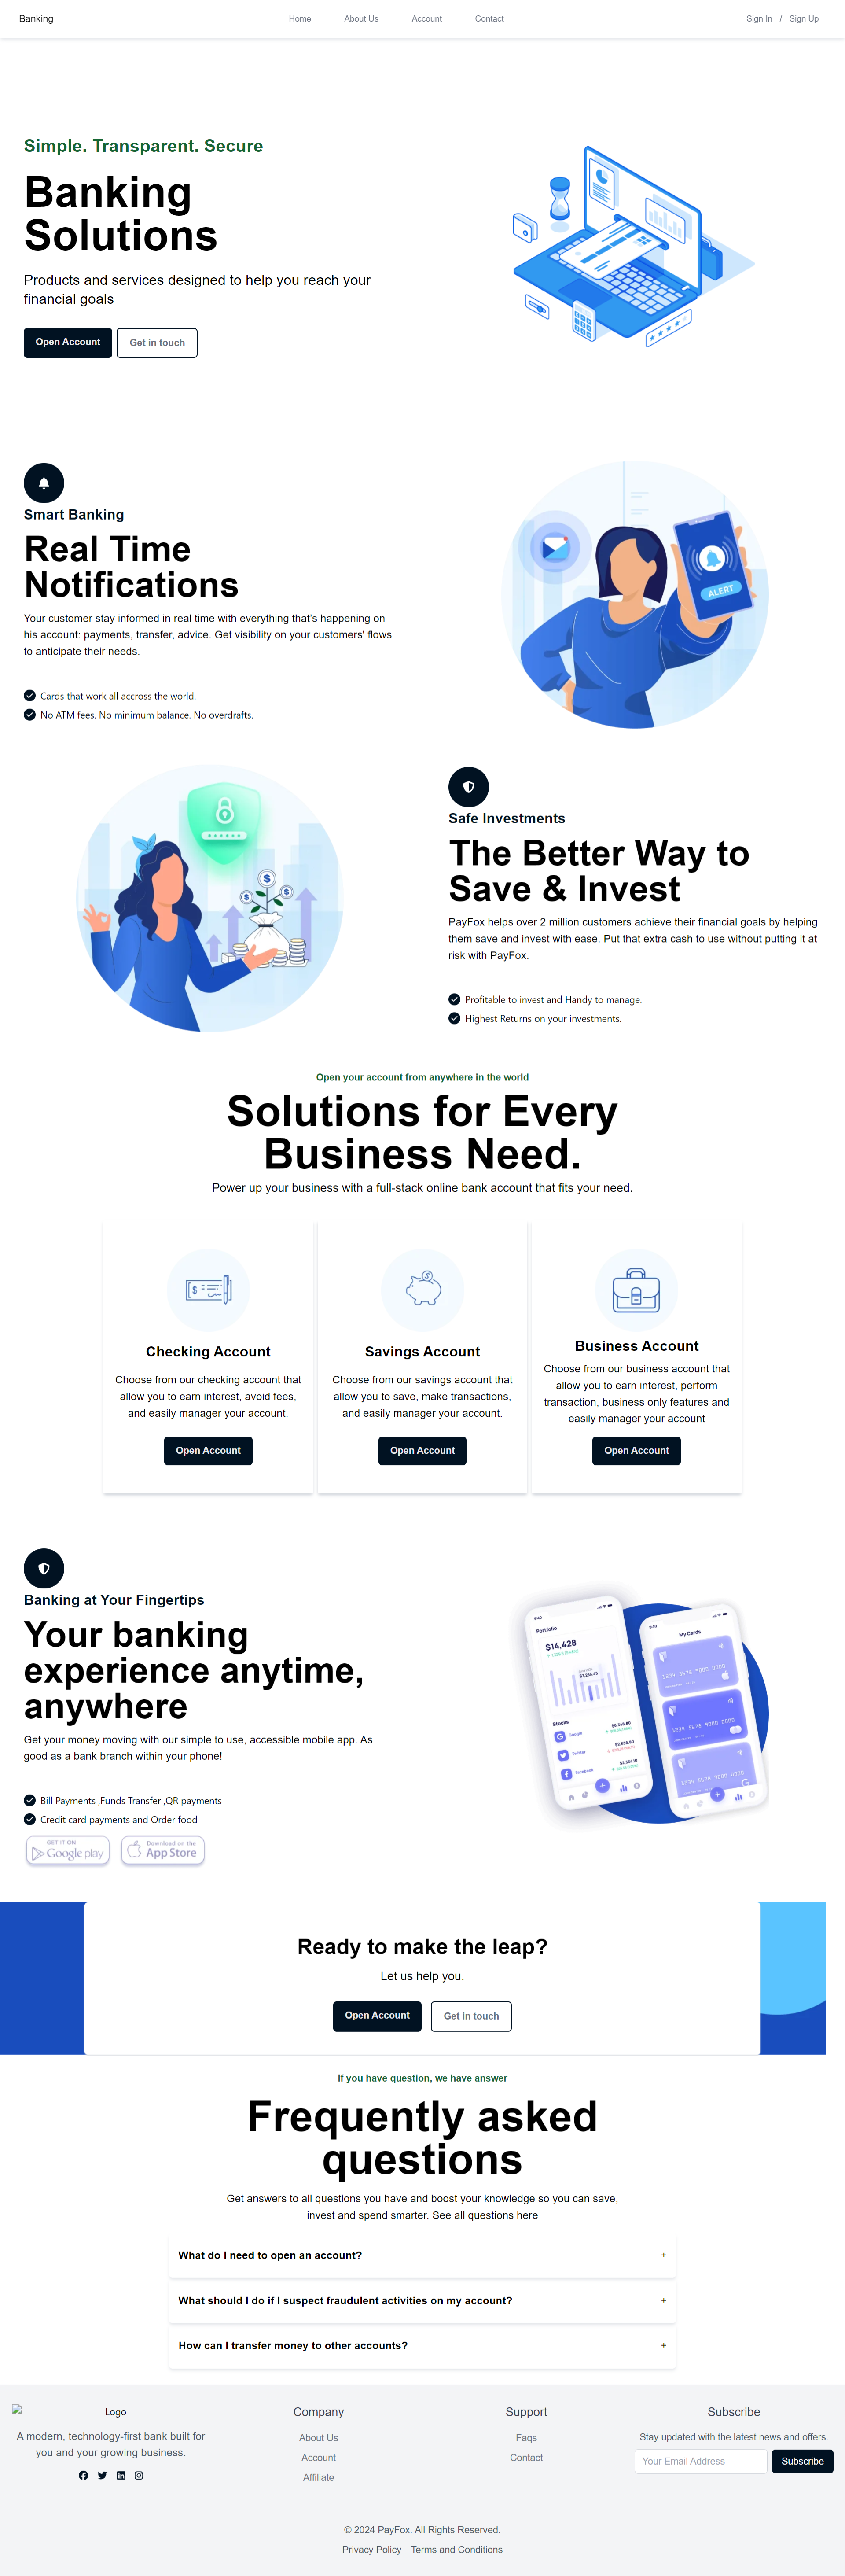 Banking
Home
About Us
Account
Contact
Sign In / Sign Up
Simple. Transparent. Secure
Banking
Solutions
Products and services designed to help you reach your
financial goals
Open Account
Get in touch
Smart Banking
Real Time
Notifications
Your customer stay informed in real time with everything that's happening on
his account: payments, transfer, advice. Get visibility on your customers' flows
to anticipate their needs.
Cards that work all accross the world.
No ATM fees. No minimum balance. No overdrafts.
ALERT
Safe Investments
The Better Way to
Save & Invest
PayFox helps over 2 million customers achieve their financial goals by helping
them save and invest with ease. Put that extra cash to use without putting it at
risk with PayFox.
Profitable to invest and Handy to manage.
Highest Returns on your investments.
Open your account from anywhere in the world
Solutions for Every
Business Need.
Power up your business with a full-stack online bank account that fits your need.
Checking Account
Choose from our checking account that
allow you to earn interest, avoid fees,
and easily manager your account.
Open Account
Savings Account
Choose from our savings account that
allow you to save, make transactions,
and easily manager your account.
Open Account
Business Account
Choose from our business account that
allow you to earn interest, perform
transaction, business only features and
easily manager your account
Open Account
Banking at Your Fingertips
Your banking
experience anytime,
anywhere
Get your money moving with our simple to use, accessible mobile app. As
good as a bank branch within your phone!
Bill Payments ,Funds Transfer ,QR payments
Credit card payments and Order food
GET IT ON
Google play
Download on the
App Store
9:40
Portfolio
$14,428
Stocks
Google
Twitter
Facebook
9:40
My Cards
Ready to make the leap?
Let us help you.
Open Account
Get in touch
If you have question, we have answer
Frequently asked
questions
Get answers to all questions you have and boost your knowledge so you can save,
invest and spend smarter. See all questions here
What do I need to open an account? +
What should I do if I suspect fraudulent activities on my account? +
How can I transfer money to other accounts? +
Logo
A modern, technology-first bank built for
you and your growing business.
Company
About Us
Account
Affiliate
Support
Faqs
Contact
Subscribe
Stay updated with the latest news and offers.
Your Email Address
Subscribe
© 2024 PayFox. All Rights Reserved.
Privacy Policy
Terms and Conditions